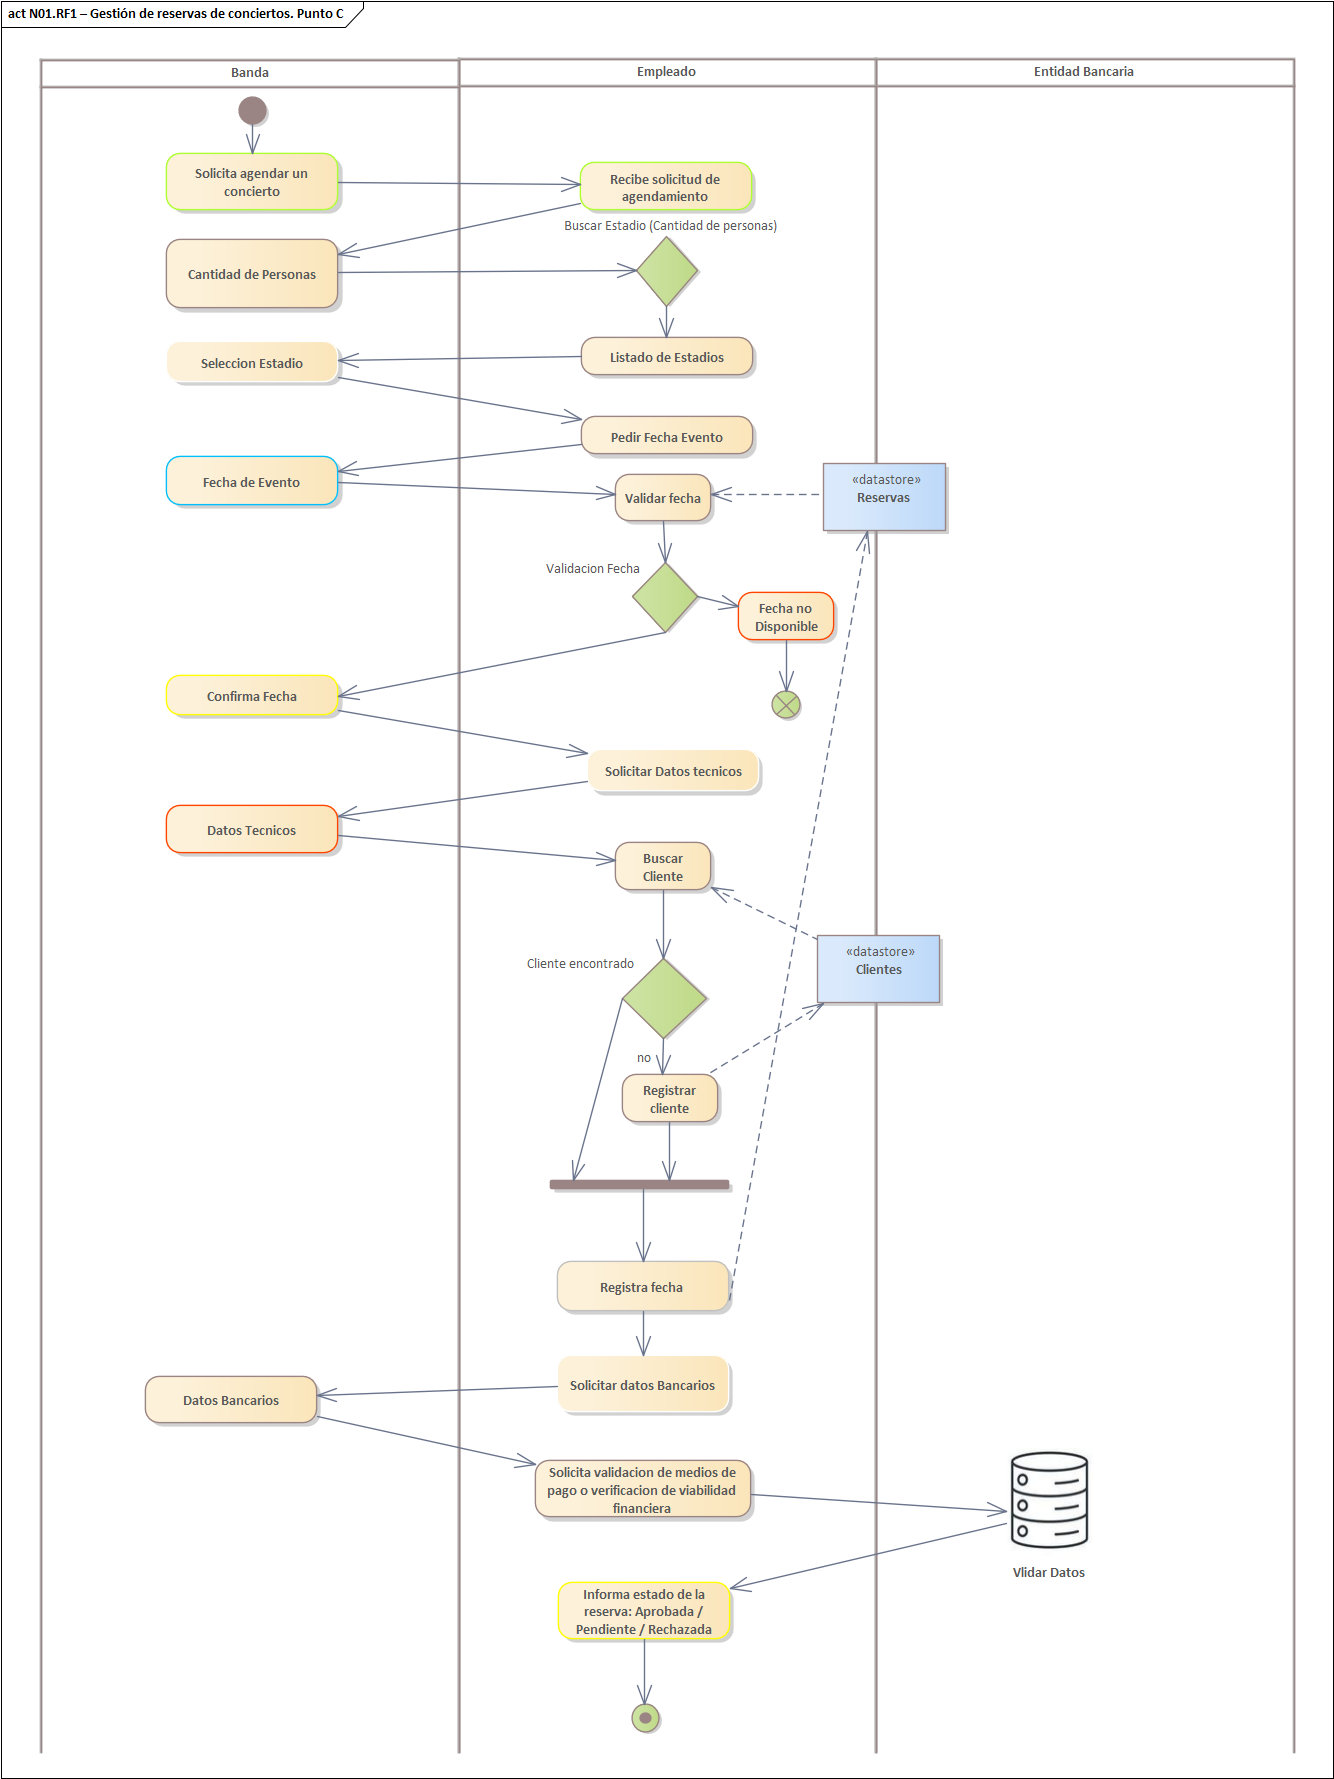 act N01.RF1 – Gestión de reservas de conciertos. Punto C
Banda
Empleado
Entidad Bancaria
Solicita agendar un
concierto
Recibe solicitud de
agendamiento
Buscar Estadio (Cantidad de personas)
Cantidad de Personas
Listado de Estadios
Seleccion Estadio
Pedir Fecha Evento
Fecha de Evento
Validar fecha
«datastore»
Reservas
Validacion Fecha
Fecha no
Disponible
Confirma Fecha
Solicitar Datos tecnicos
Datos Tecnicos
Buscar
Cliente
«datastore»
Clientes
Cliente encontrado
no
Registrar
cliente
Registra fecha
Solicitar datos Bancarios
Datos Bancarios
Solicita validacion de medios de
pago o verificacion de viabilidad
financiera
Vlidar Datos
Informa estado de la
reserva: Aprobada /
Pendiente / Rechazada